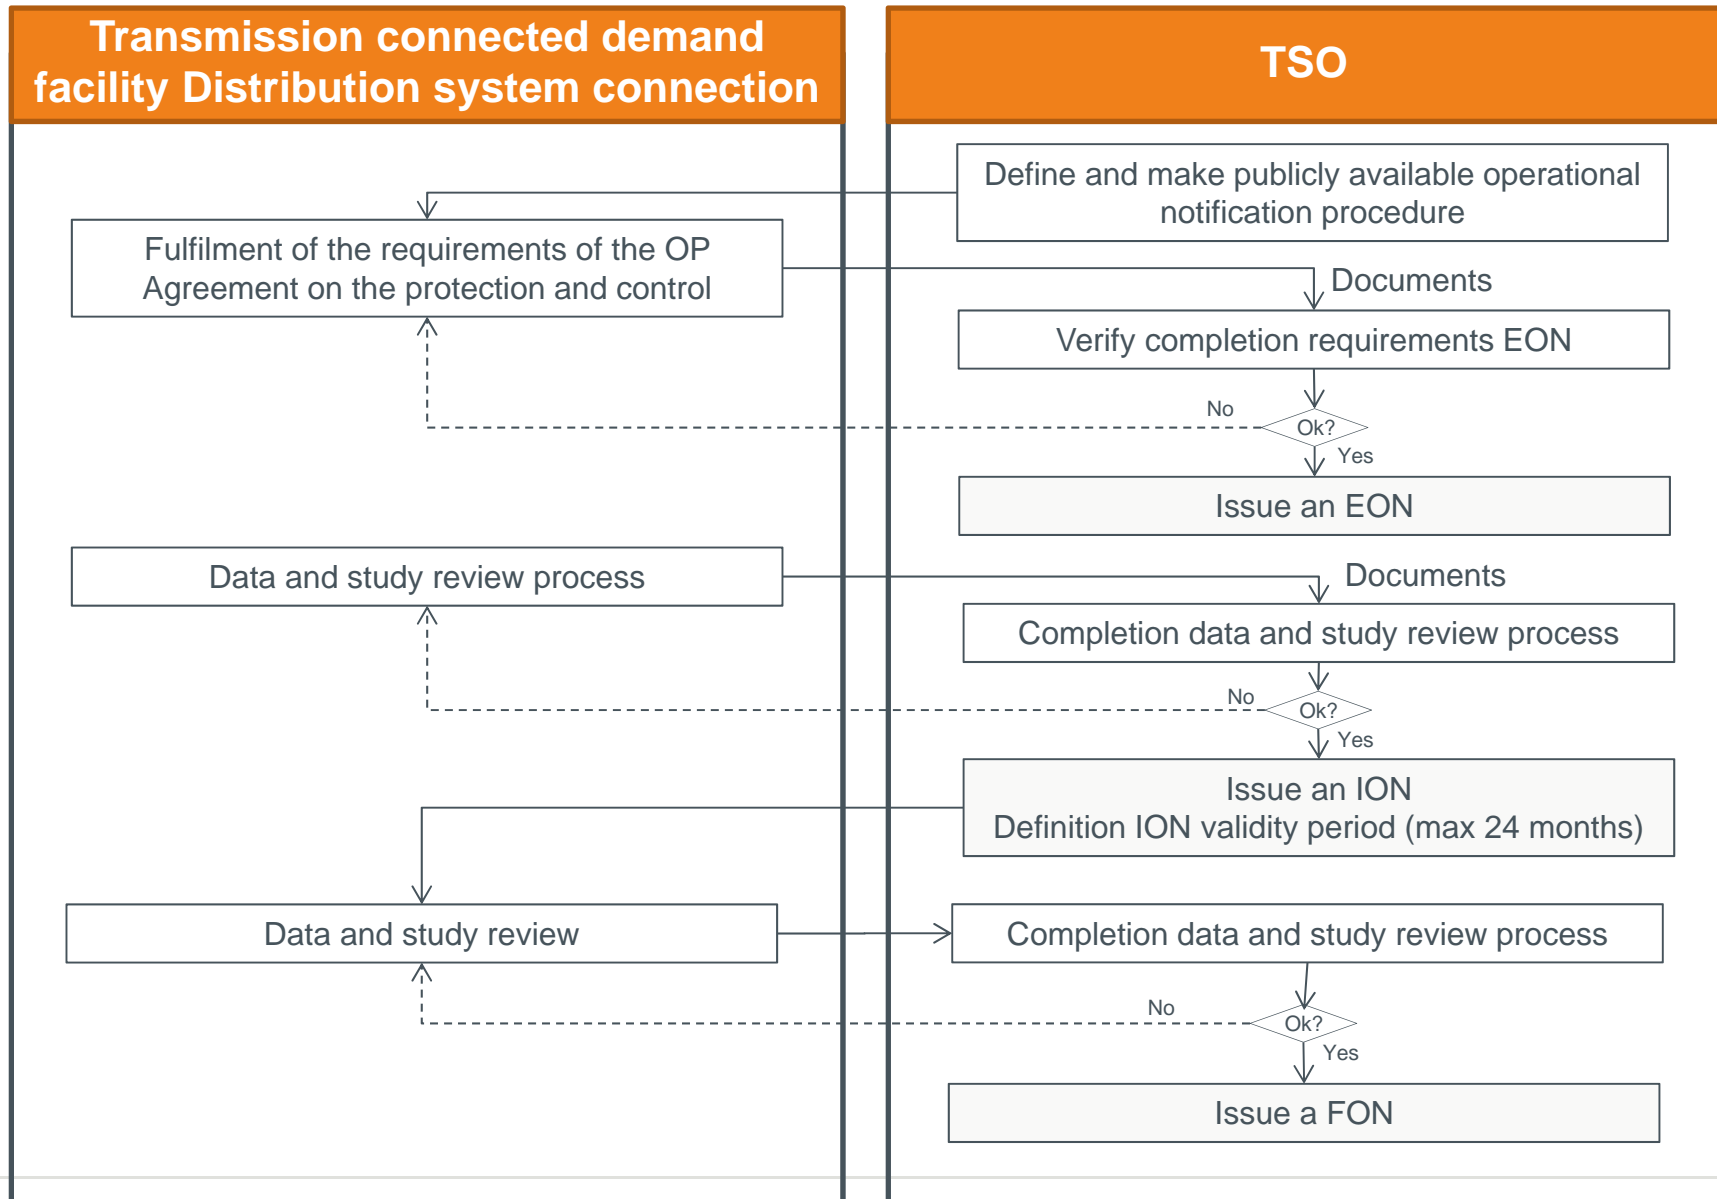 Transmission connected demand
facility Distribution system connection
TSO
Define and make publicly available operational
notification procedure
Fulfilment of the requirements of the OP
Agreement on the protection and control
Documents
Verify completion requirements EON
No
Ok?
Yes
Issue an EON
Data and study review process
Documents
Completion data and study review process
No
Ok?
Yes
Issue an ION
Definition ION validity period (max 24 months)
Data and study review
Completion data and study review process
No
Ok?
Yes
Issue a FON